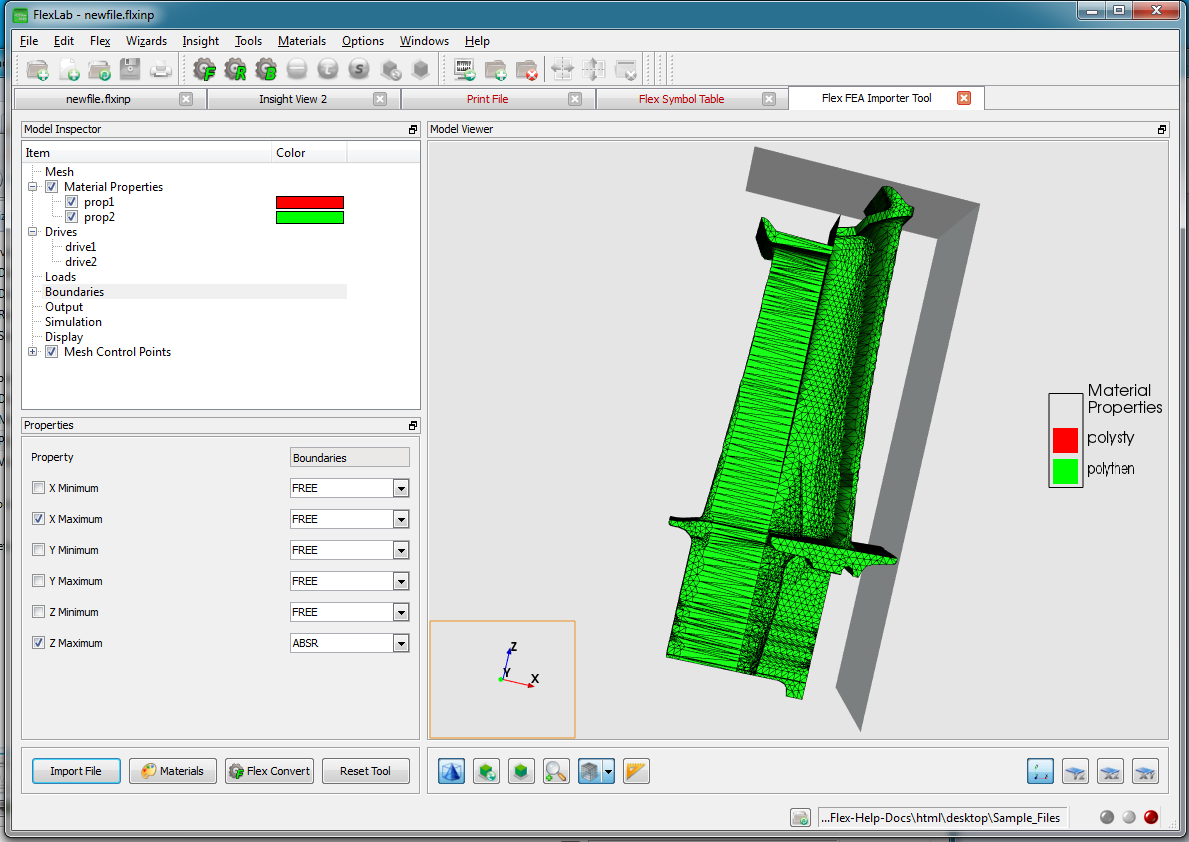 FlexLab - newfile.flxinp
File Edit Flex Wizards Insight Tools Materials Options Windows Help
newfile.flxinp Insight View 2 Print File Flex Symbol Table Flex FEA Importer Tool
Model Inspector
Item Color
Mesh
Material Properties
prop1
prop2
Drives
drive1
drive2
Loads
Boundaries
Output
Simulation
Display
Mesh Control Points
Properties
Property Boundaries
X Minimum FREE
X Maximum FREE
Y Minimum FREE
Y Maximum FREE
Z Minimum FREE
Z Maximum ABSR
Import File Materials Flex Convert Reset Tool
Model Viewer
Material
Properties
polysty
polythen
Z
Y
X
...Flex-Help-Docs\html\desktop\Sample_Files